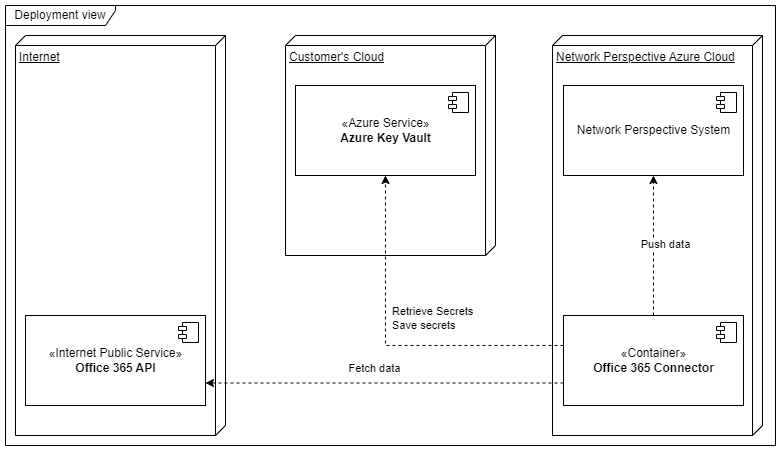 Deployment view
Internet
Customer's Cloud
Network Perspective Azure Cloud
«Azure Service»
Azure Key Vault
Network Perspective System
Push data
Retrieve Secrets
Save secrets
«Internet Public Service»
Office 365 API
Fetch data
«Container»
Office 365 Connector